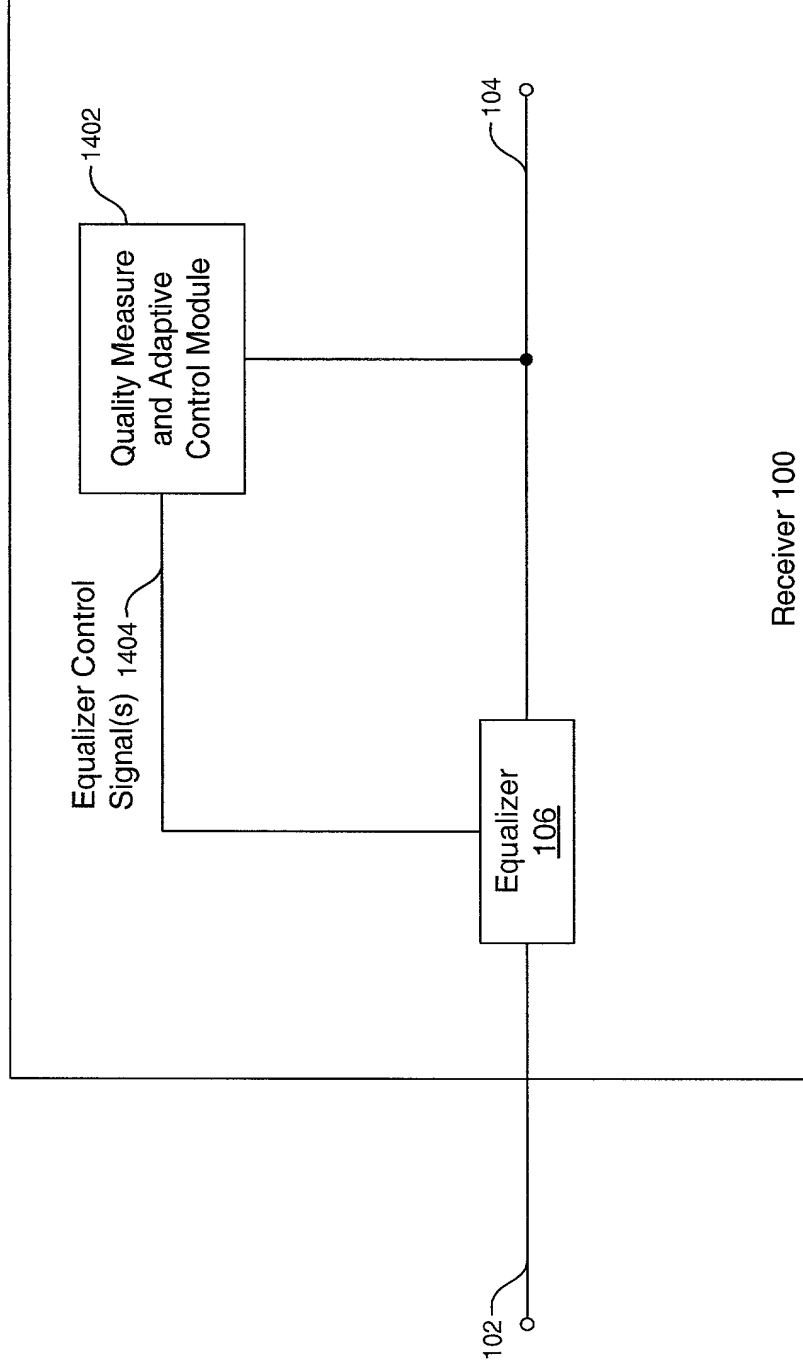 Quality Measure
and Adaptive
Control Module
1402
Equalizer Control
Signal(s) 1404
102
Equalizer
106
104
Receiver 100